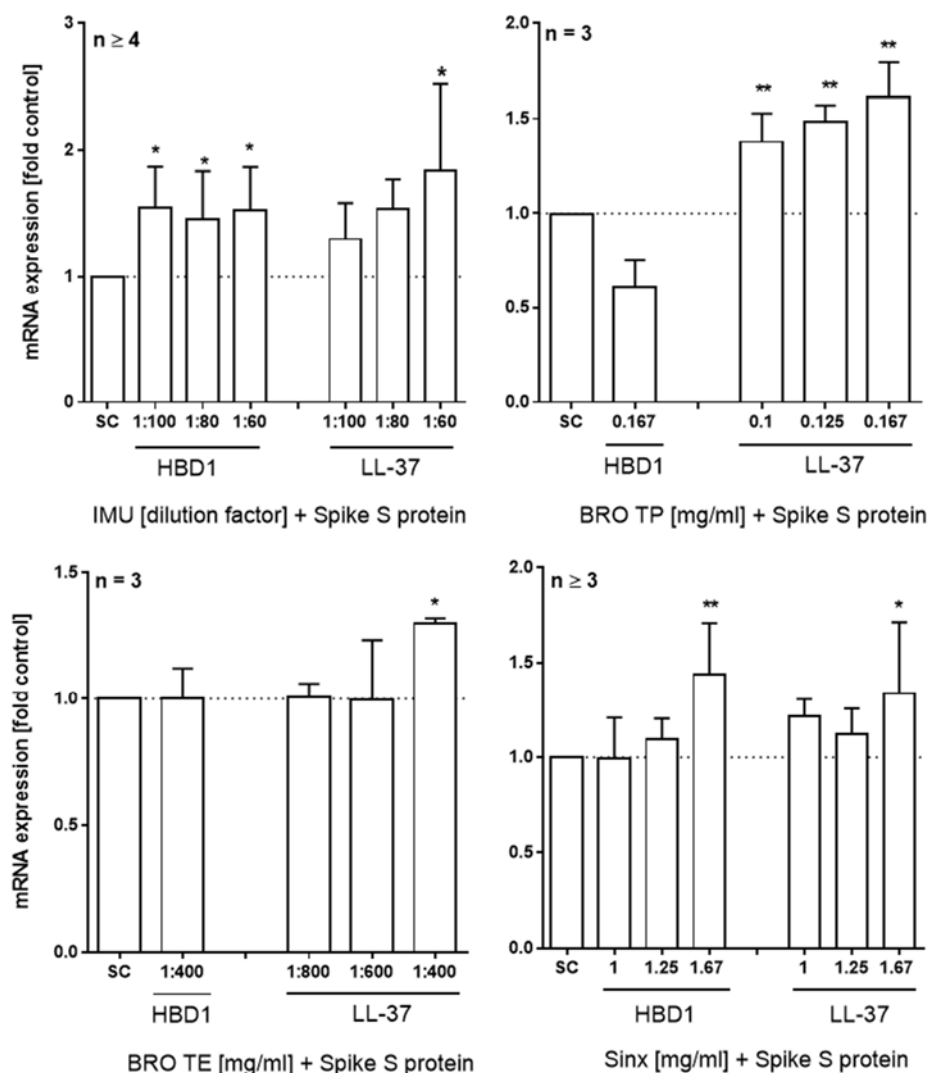 3
n ≥ 4
*
*
*
*
2
1
0
mRNA expression [fold control]
SC 1:100 1:80 1:60 1:100 1:80 1:60
HBD1 LL-37
IMU [dilution factor] + Spike S protein
2.0
n = 3
**
**
**
1.5
1.0
0.5
0.0
SC 0.167 0.1 0.125 0.167
HBD1 LL-37
BRO TP [mg/ml] + Spike S protein
1.5
n = 3
*
1.0
0.5
0.0
mRNA expression [fold control]
SC 1:400 1:800 1:600 1:400
HBD1 LL-37
BRO TE [mg/ml] + Spike S protein
2.0
n ≥ 3
**
*
1.5
1.0
0.5
0.0
SC 1 1.25 1.67 1 1.25 1.67
HBD1 LL-37
Sinx [mg/ml] + Spike S protein